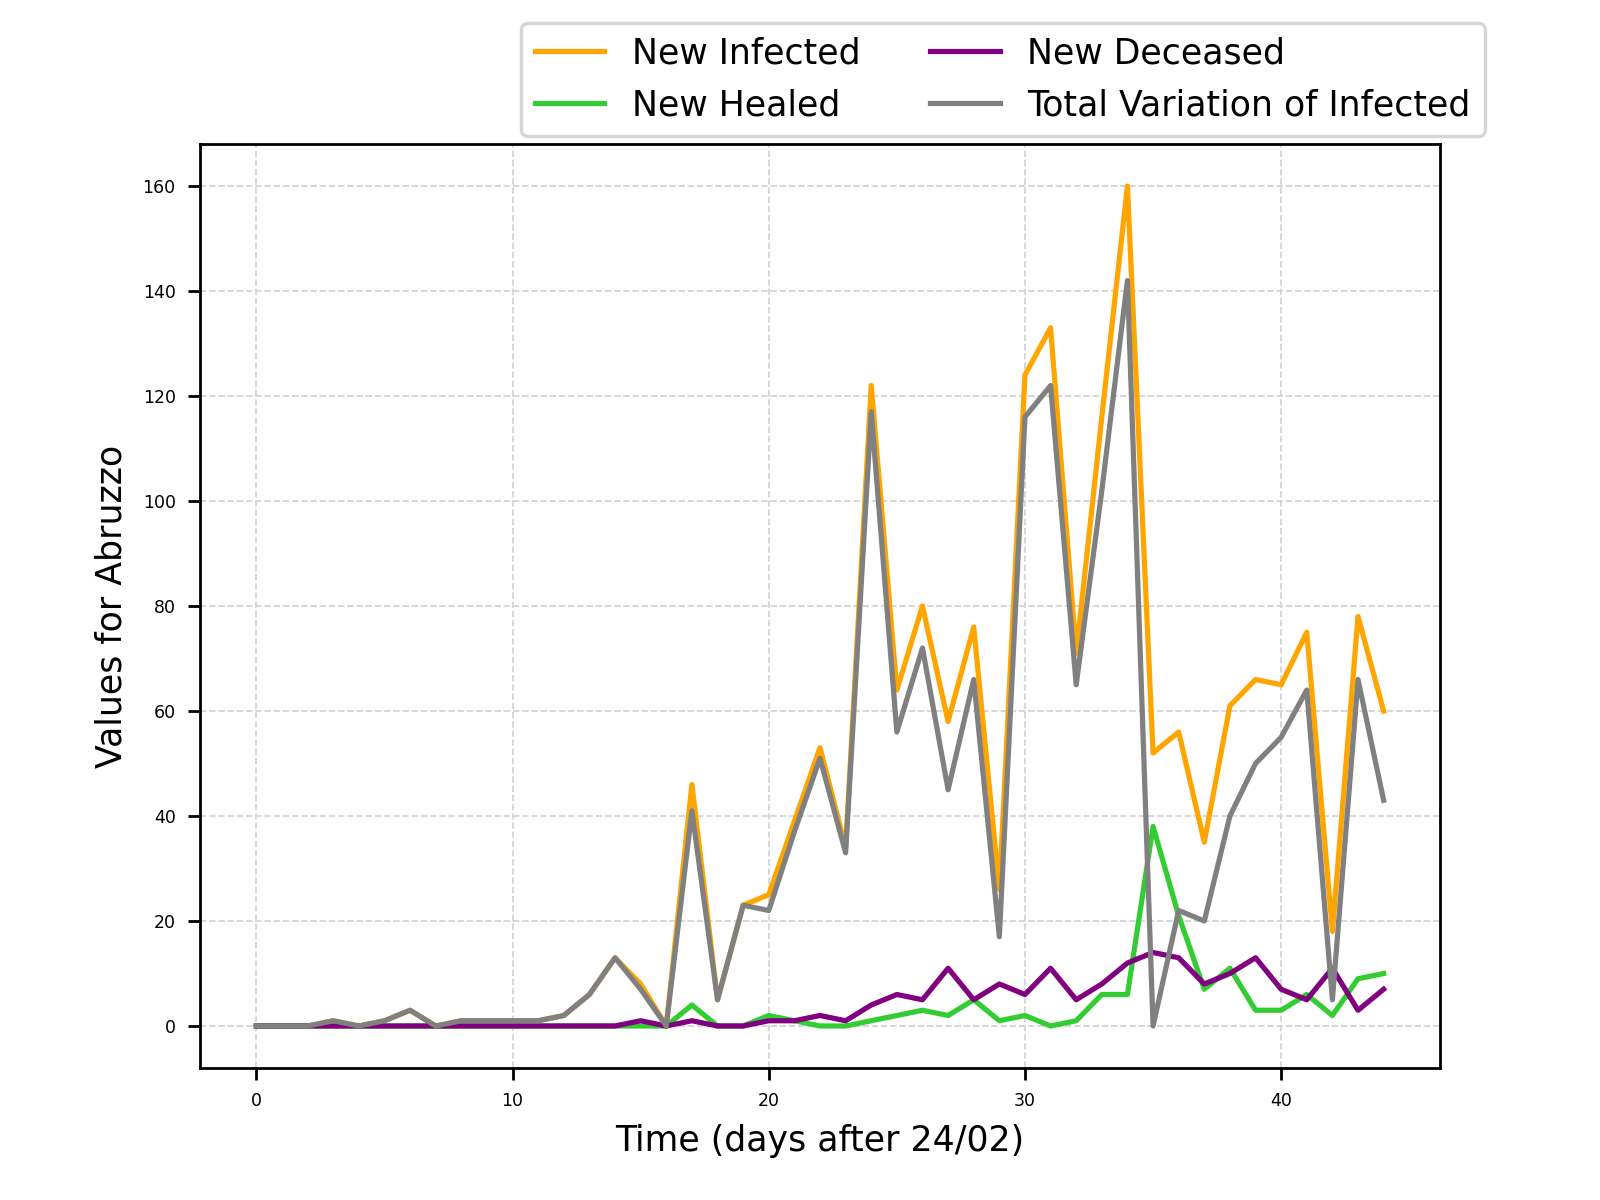 New Infected
New Healed
New Deceased
Total Variation of Infected
160
140
120
100
80
60
40
20
0
Values for Abruzzo
0 10 20 30 40
Time (days after 24/02)